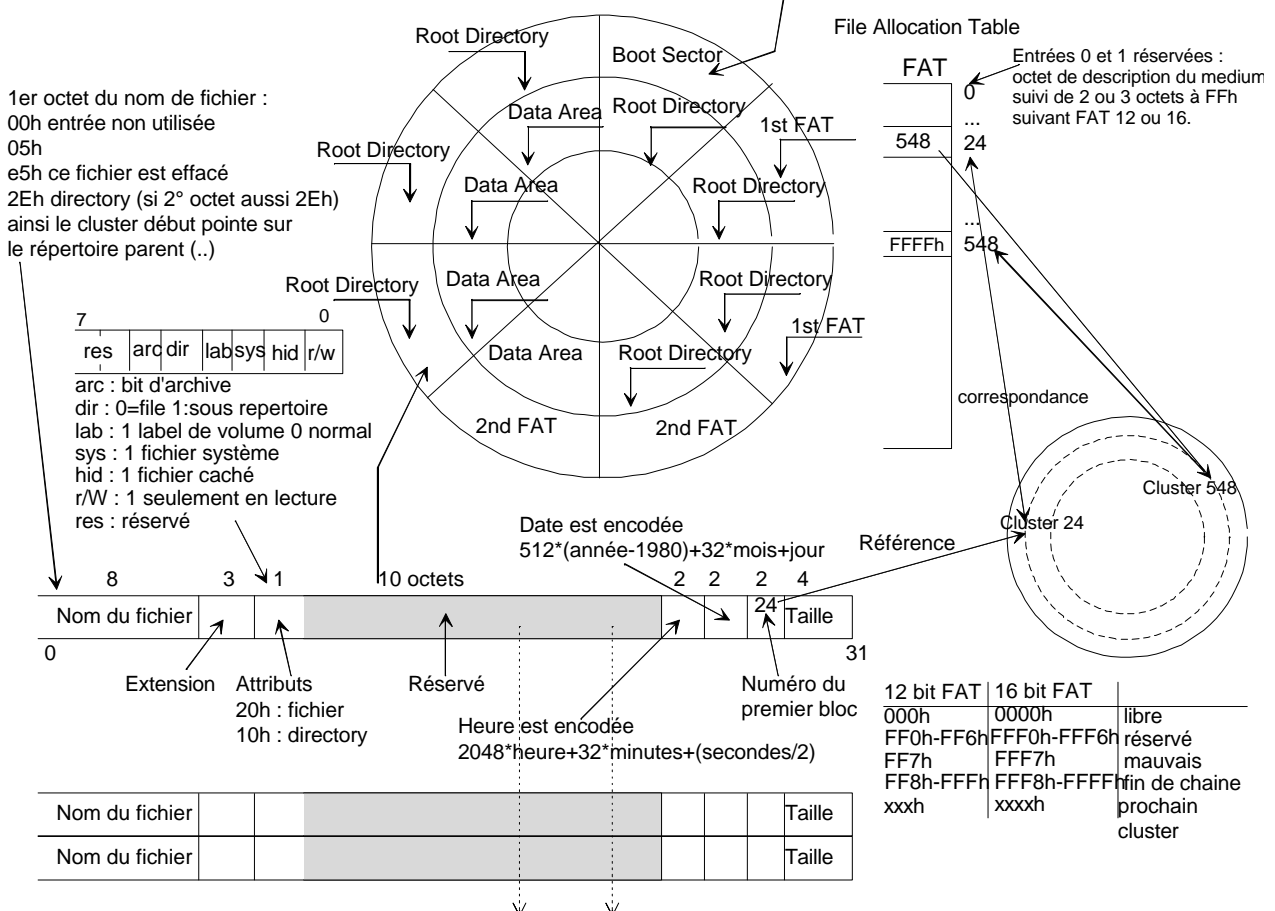 File Allocation Table
Root Directory
Boot Sector
FAT
Entrées 0 et 1 réservées :
octet de description du medium
suivi de 2 ou 3 octets à FFh
suivant FAT 12 ou 16.
0
...
548
24
...
FFFFh
548
1er octet du nom de fichier :
00h entrée non utilisée
05h
e5h ce fichier est effacé
2Eh directory (si 2° octet aussi 2Eh)
ainsi le cluster début pointe sur
le répertoire parent (..)
Data Area
Root Directory
1st FAT
Root Directory
Data Area
Root Directory
Root Directory
Data Area
Root Directory
1st FAT
Data Area
Root Directory
2nd FAT
2nd FAT
7
0
res
arc
dir
lab
sys
hid
r/w
arc : bit d'archive
dir : 0=file 1:sous repertoire
lab : 1 label de volume 0 normal
sys : 1 fichier système
hid : 1 fichier caché
r/W : 1 seulement en lecture
res : réservé
correspondance
Cluster 548
Cluster 24
Référence
Date est encodée
512*(année-1980)+32*mois+jour
8
3
1
10 octets
2
2
2
4
Nom du fichier
24
Taille
0
31
Extension
Attributs
20h : fichier
10h : directory
Réservé
Heure est encodée
2048*heure+32*minutes+(secondes/2)
Numéro du
premier bloc
12 bit FAT
16 bit FAT
000h
0000h
libre
FF0h-FF6h
FFF0h-FFF6h
réservé
FF7h
FFF7h
mauvais
FF8h-FFFh
FFF8h-FFFFh
fin de chaine
xxxh
xxxxh
prochain
cluster
Nom du fichier
Taille
Nom du fichier
Taille